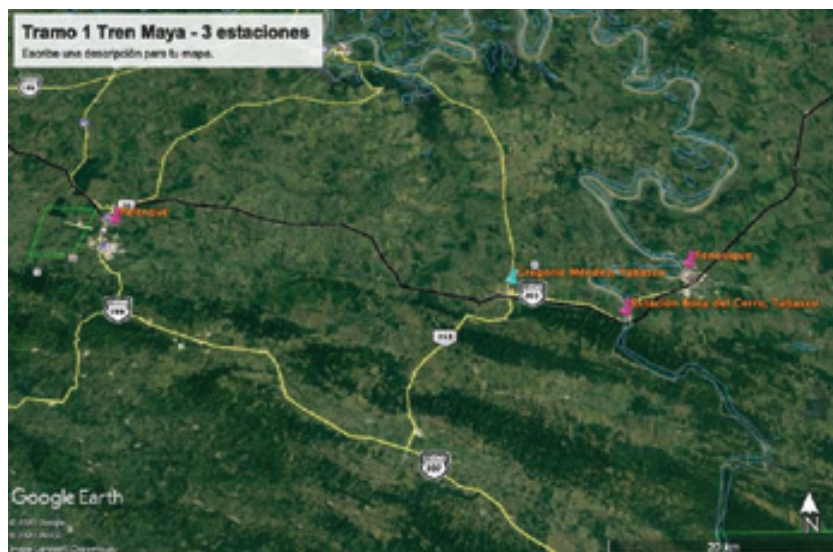 Tramo 1 Tren Maya - 3 estaciones
Escribe una descripción para tu mapa.
Palenque
Gregorio Méndez, Tabasco
Tenosique
Estación Boca del Cerro, Tabasco
Google Earth
N
20 km